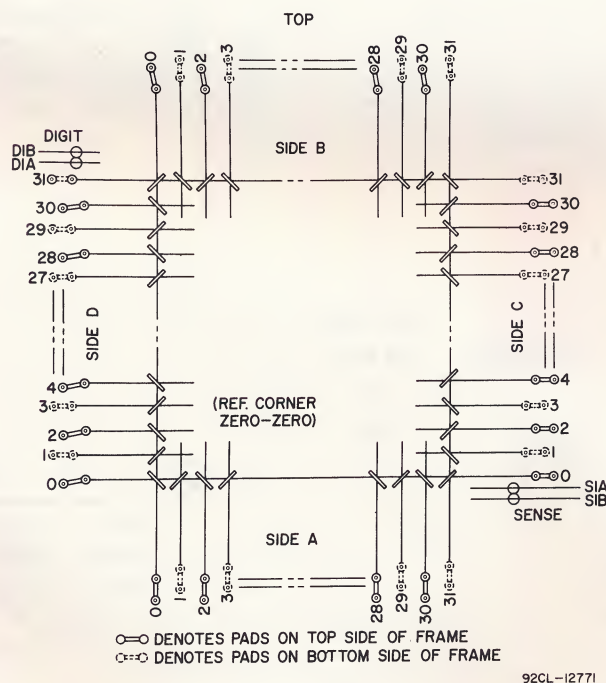 TOP
0 1 2 3 28 29 30 31
DIGIT
DIB
DIA
SIDE B
31 31
30 30
29 29
28 28
27 27
SIDE D
SIDE C
4 4
3 3
(REF. CORNER
ZERO-ZERO)
2 2
1 1
0 0
SIA
SIB
SENSE
SIDE A
0 1 2 3 28 29 30 31
DENOTES PADS ON TOP SIDE OF FRAME
DENOTES PADS ON BOTTOM SIDE OF FRAME
92CL-12771